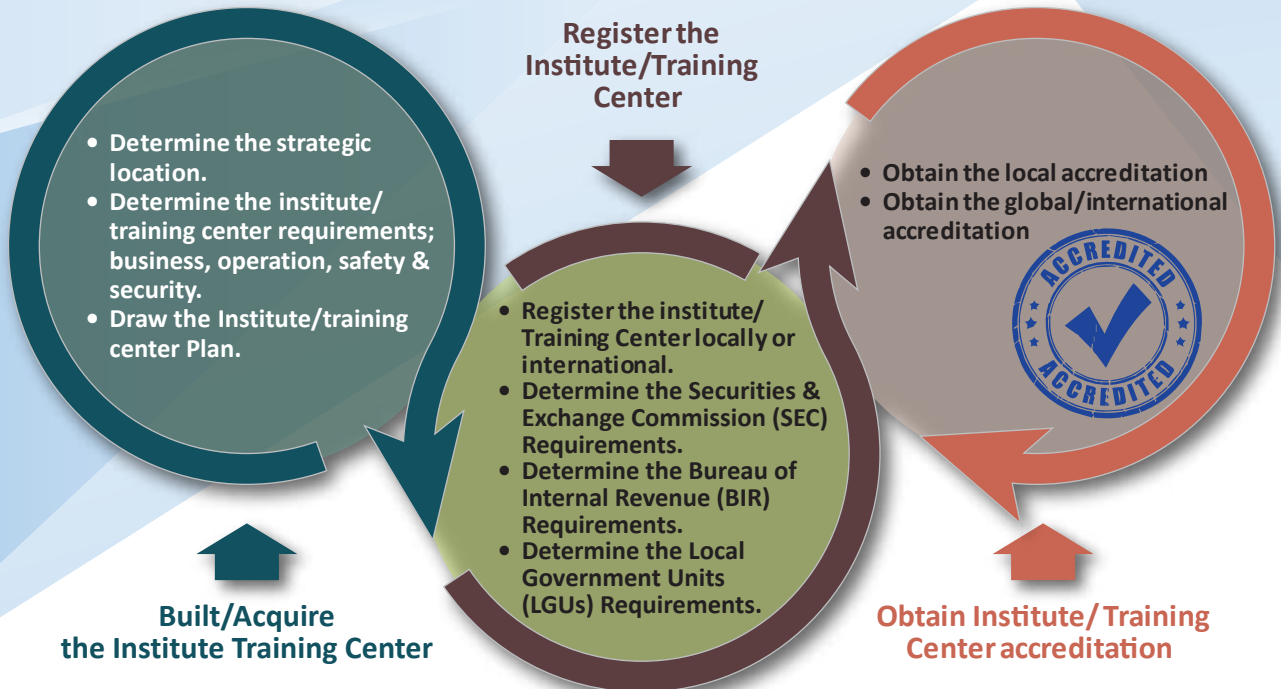 • Determine the strategic
location.
• Determine the institute/
training center requirements;
business, operation, safety &
security.
• Draw the Institute/training
center Plan.
Built/Acquire
the Institute Training Center
Register the
Institute/Training
Center
• Register the institute/
Training Center locally or
international.
• Determine the Securities &
Exchange Commission (SEC)
Requirements.
• Determine the Bureau of
Internal Revenue (BIR)
Requirements.
• Determine the Local
Government Units
(LGUs) Requirements.
• Obtain the local accreditation
• Obtain the global/international
accreditation
ACCREDITED
ACCREDITED
Obtain Institute/ Training
Center accreditation